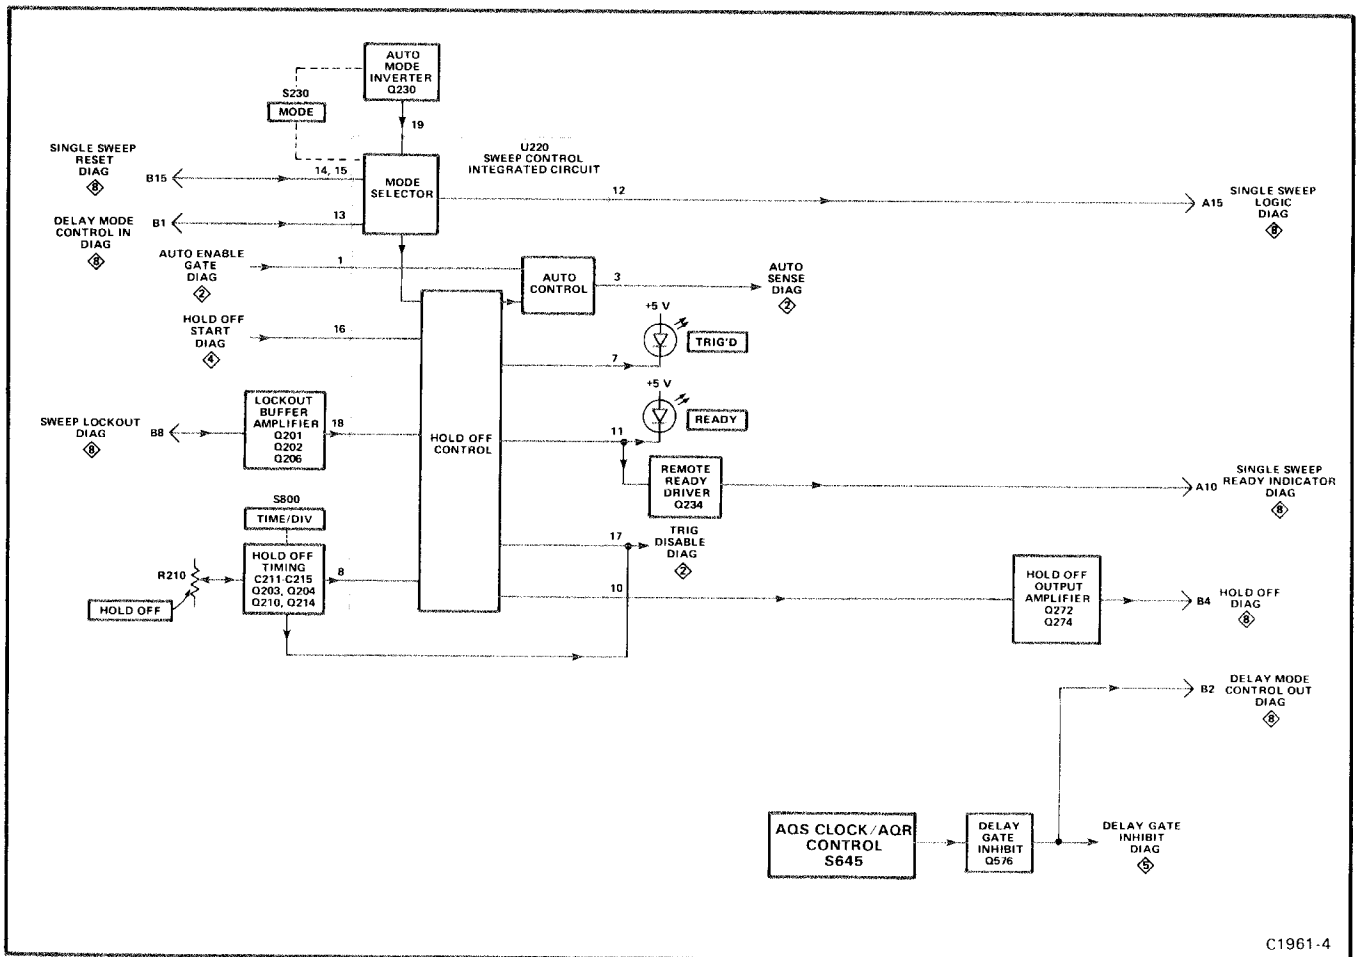 AUTO
MODE
INVERTER
Q230
S230
MODE
19
U220
SWEEP CONTROL
INTEGRATED CIRCUIT
SINGLE SWEEP
RESET
DIAG
8
B15
14, 15
MODE
SELECTOR
12
A15
SINGLE SWEEP
LOGIC
DIAG
8
DELAY MODE
CONTROL IN
DIAG
8
B1
13
AUTO ENABLE
GATE
DIAG
2
1
AUTO
CONTROL
3
AUTO
SENSE
DIAG
2
HOLD OFF
START
DIAG
4
16
+5 V
TRIG'D
7
+5 V
READY
11
SWEEP LOCKOUT
DIAG
8
B8
LOCKOUT
BUFFER
AMPLIFIER
Q201
Q202
Q206
18
HOLD OFF
CONTROL
REMOTE
READY
DRIVER
Q234
A10
SINGLE SWEEP
READY INDICATOR
DIAG
8
S800
TIME/DIV
17
TRIG
DISABLE
DIAG
2
R210
HOLD OFF
HOLD OFF
TIMING
C211-C215
Q203, Q204
Q210, Q214
8
10
HOLD OFF
OUTPUT
AMPLIFIER
Q272
Q274
B4
HOLD OFF
DIAG
8
B2
DELAY MODE
CONTROL OUT
DIAG
8
AQS CLOCK/AQR
CONTROL
S645
DELAY
GATE
INHIBIT
Q576
DELAY GATE
INHIBIT
DIAG
5
C1961-4